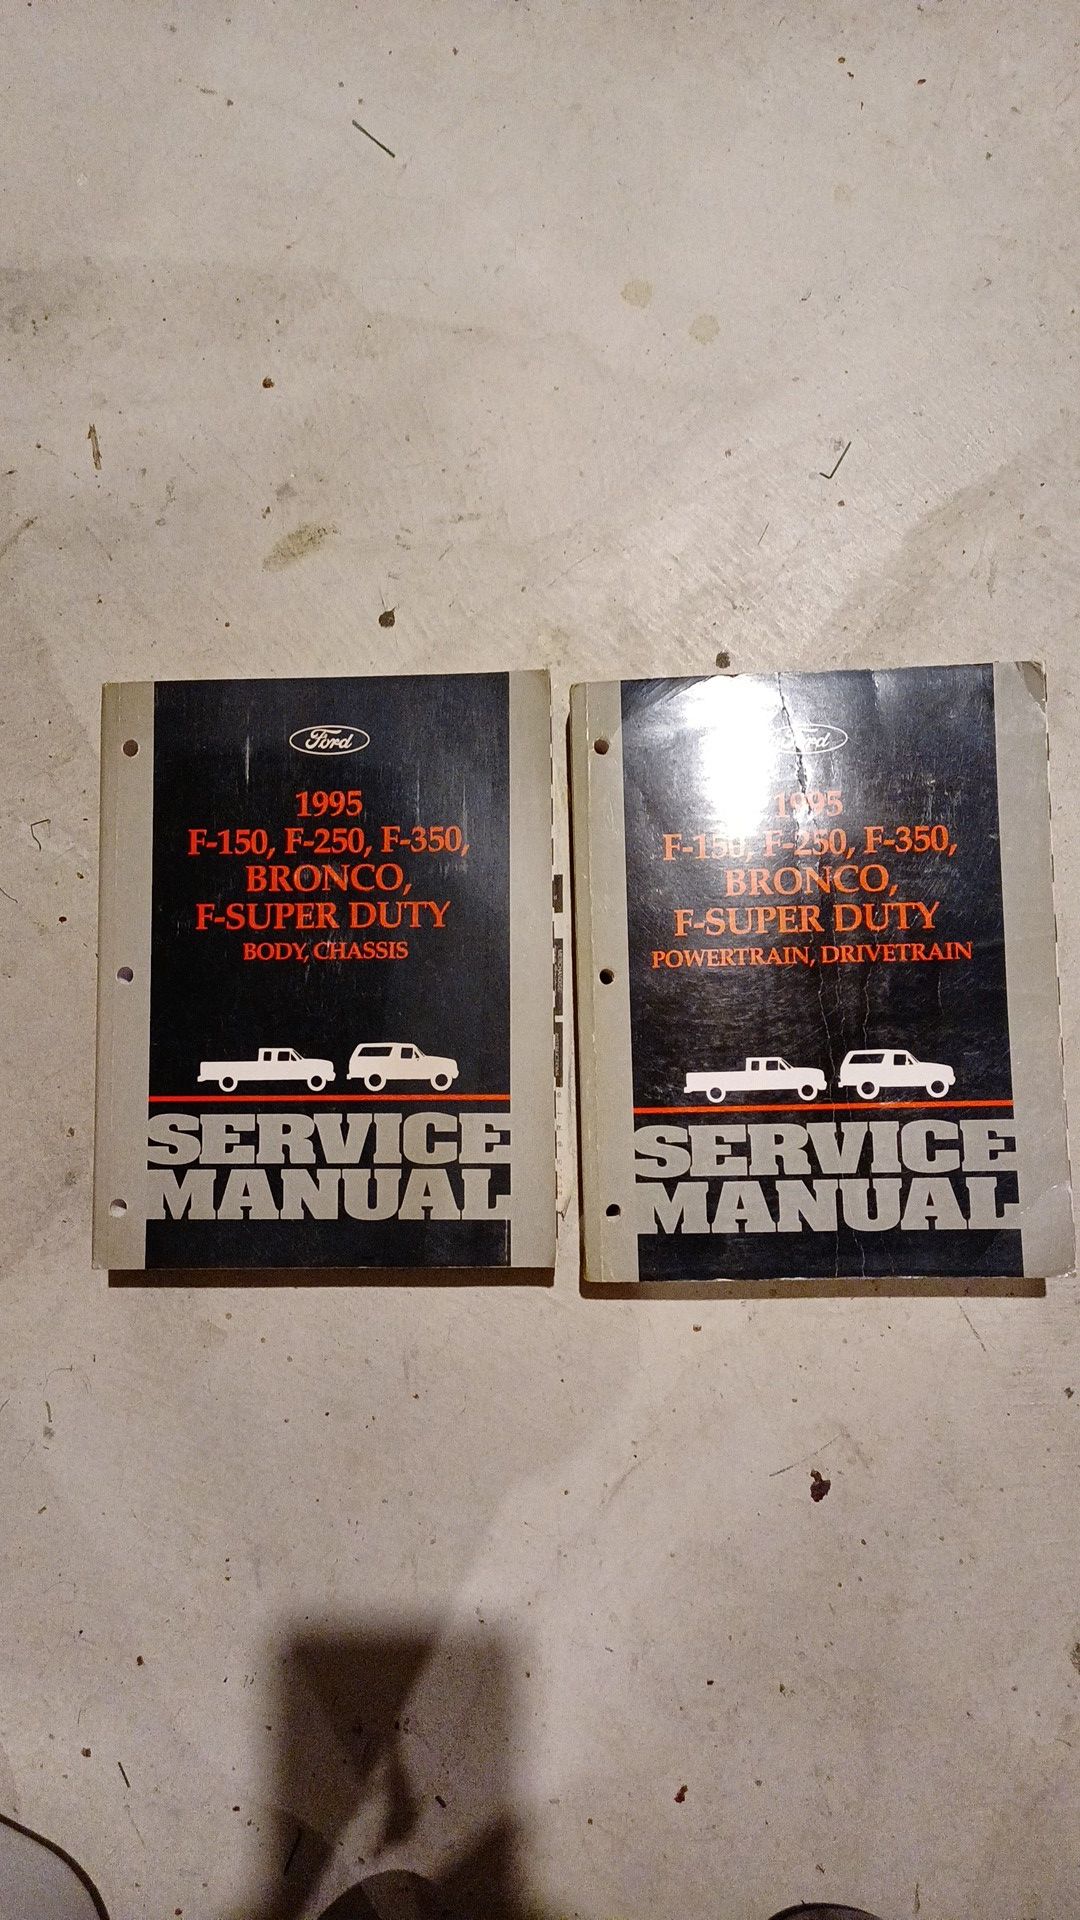 Ford
1995
F-150, F-250, F-350,
BRONCO,
F-SUPER DUTY
BODY, CHASSIS
SERVICE
MANUAL
Ford
1995
F-150, F-250, F-350,
BRONCO,
F-SUPER DUTY
POWERTRAIN, DRIVETRAIN
SERVICE
MANUAL